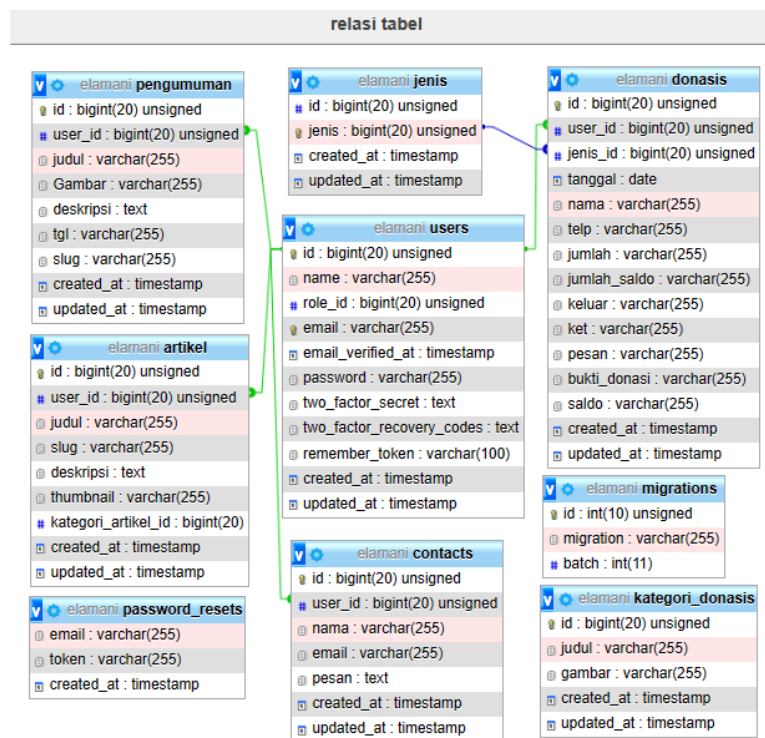 relasi tabel
elamani pengumuman
id : bigint(20) unsigned
user_id : bigint(20) unsigned
judul : varchar(255)
Gambar : varchar(255)
deskripsi : text
tgl : varchar(255)
slug : varchar(255)
created_at : timestamp
updated_at : timestamp
elamani jenis
id : bigint(20) unsigned
jenis : bigint(20) unsigned
created_at : timestamp
updated_at : timestamp
elamani donasis
id : bigint(20) unsigned
user_id : bigint(20) unsigned
jenis_id : bigint(20) unsigned
tanggal : date
nama : varchar(255)
telp : varchar(255)
jumlah : varchar(255)
jumlah_saldo : varchar(255)
keluar : varchar(255)
ket : varchar(255)
pesan : varchar(255)
bukti_donasi : varchar(255)
saldo : varchar(255)
created_at : timestamp
updated_at : timestamp
elamani users
id : bigint(20) unsigned
name : varchar(255)
role_id : bigint(20) unsigned
email : varchar(255)
email_verified_at : timestamp
password : varchar(255)
two_factor_secret : text
two_factor_recovery_codes : text
remember_token : varchar(100)
created_at : timestamp
updated_at : timestamp
elamani artikel
id : bigint(20) unsigned
user_id : bigint(20) unsigned
judul : varchar(255)
slug : varchar(255)
deskripsi : text
thumbnail : varchar(255)
kategori_artikel_id : bigint(20)
created_at : timestamp
updated_at : timestamp
elamani migrations
id : int(10) unsigned
migration : varchar(255)
batch : int(11)
elamani contacts
id : bigint(20) unsigned
user_id : bigint(20) unsigned
nama : varchar(255)
email : varchar(255)
pesan : text
created_at : timestamp
updated_at : timestamp
elamani password_resets
email : varchar(255)
token : varchar(255)
created_at : timestamp
elamani kategori_donasis
id : bigint(20) unsigned
judul : varchar(255)
gambar : varchar(255)
created_at : timestamp
updated_at : timestamp